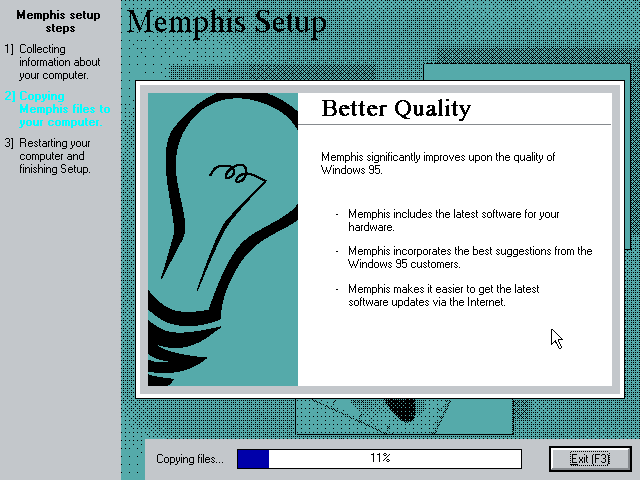 Memphis setup
steps
1] Collecting
information about
your computer.
2] Copying
Memphis files to
your computer.
3] Restarting your
computer and
finishing Setup.
Memphis Setup
Better Quality
Memphis significantly improves upon the quality of
Windows 95.
- Memphis includes the latest software for your
hardware.
- Memphis incorporates the best suggestions from the
Windows 95 customers.
- Memphis makes it easier to get the latest
software updates via the Internet.
Copying files... 11% Exit (F3)